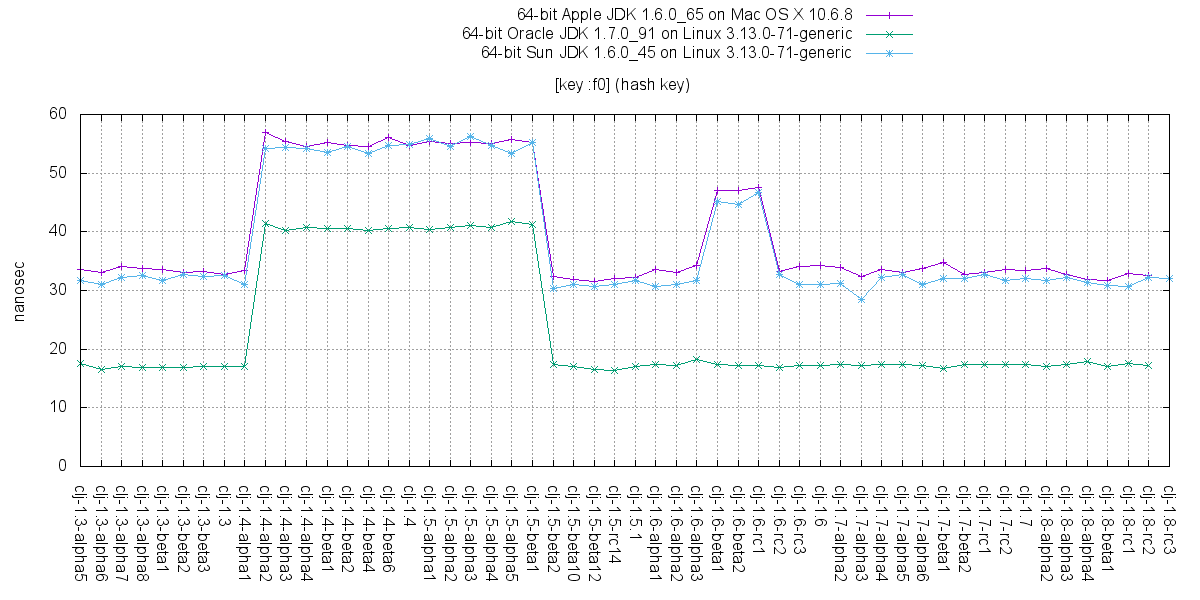 64-bit Apple JDK 1.6.0_65 on Mac OS X 10.6.8
64-bit Oracle JDK 1.7.0_91 on Linux 3.13.0-71-generic
64-bit Sun JDK 1.6.0_45 on Linux 3.13.0-71-generic
[key :f0] (hash key)
60
50
40
30
20
10
0
nanosec
clj-1.3-alpha5
clj-1.3-alpha6
clj-1.3-alpha7
clj-1.3-alpha8
clj-1.3-beta1
clj-1.3-beta2
clj-1.3-beta3
clj-1.3
clj-1.4-alpha1
clj-1.4-alpha2
clj-1.4-alpha3
clj-1.4-alpha4
clj-1.4-beta1
clj-1.4-beta2
clj-1.4-beta4
clj-1.4-beta6
clj-1.4
clj-1.5-alpha1
clj-1.5-alpha2
clj-1.5-alpha3
clj-1.5-alpha4
clj-1.5-alpha5
clj-1.5-beta1
clj-1.5-beta2
clj-1.5-beta10
clj-1.5-beta12
clj-1.5-rc14
clj-1.5.1
clj-1.6-alpha1
clj-1.6-alpha2
clj-1.6-alpha3
clj-1.6-beta1
clj-1.6-beta2
clj-1.6-rc1
clj-1.6-rc2
clj-1.6-rc3
clj-1.6
clj-1.7-alpha2
clj-1.7-alpha3
clj-1.7-alpha4
clj-1.7-alpha5
clj-1.7-alpha6
clj-1.7-beta1
clj-1.7-beta2
clj-1.7-rc1
clj-1.7-rc2
clj-1.7
clj-1.8-alpha2
clj-1.8-alpha3
clj-1.8-alpha4
clj-1.8-beta1
clj-1.8-rc1
clj-1.8-rc2
clj-1.8-rc3